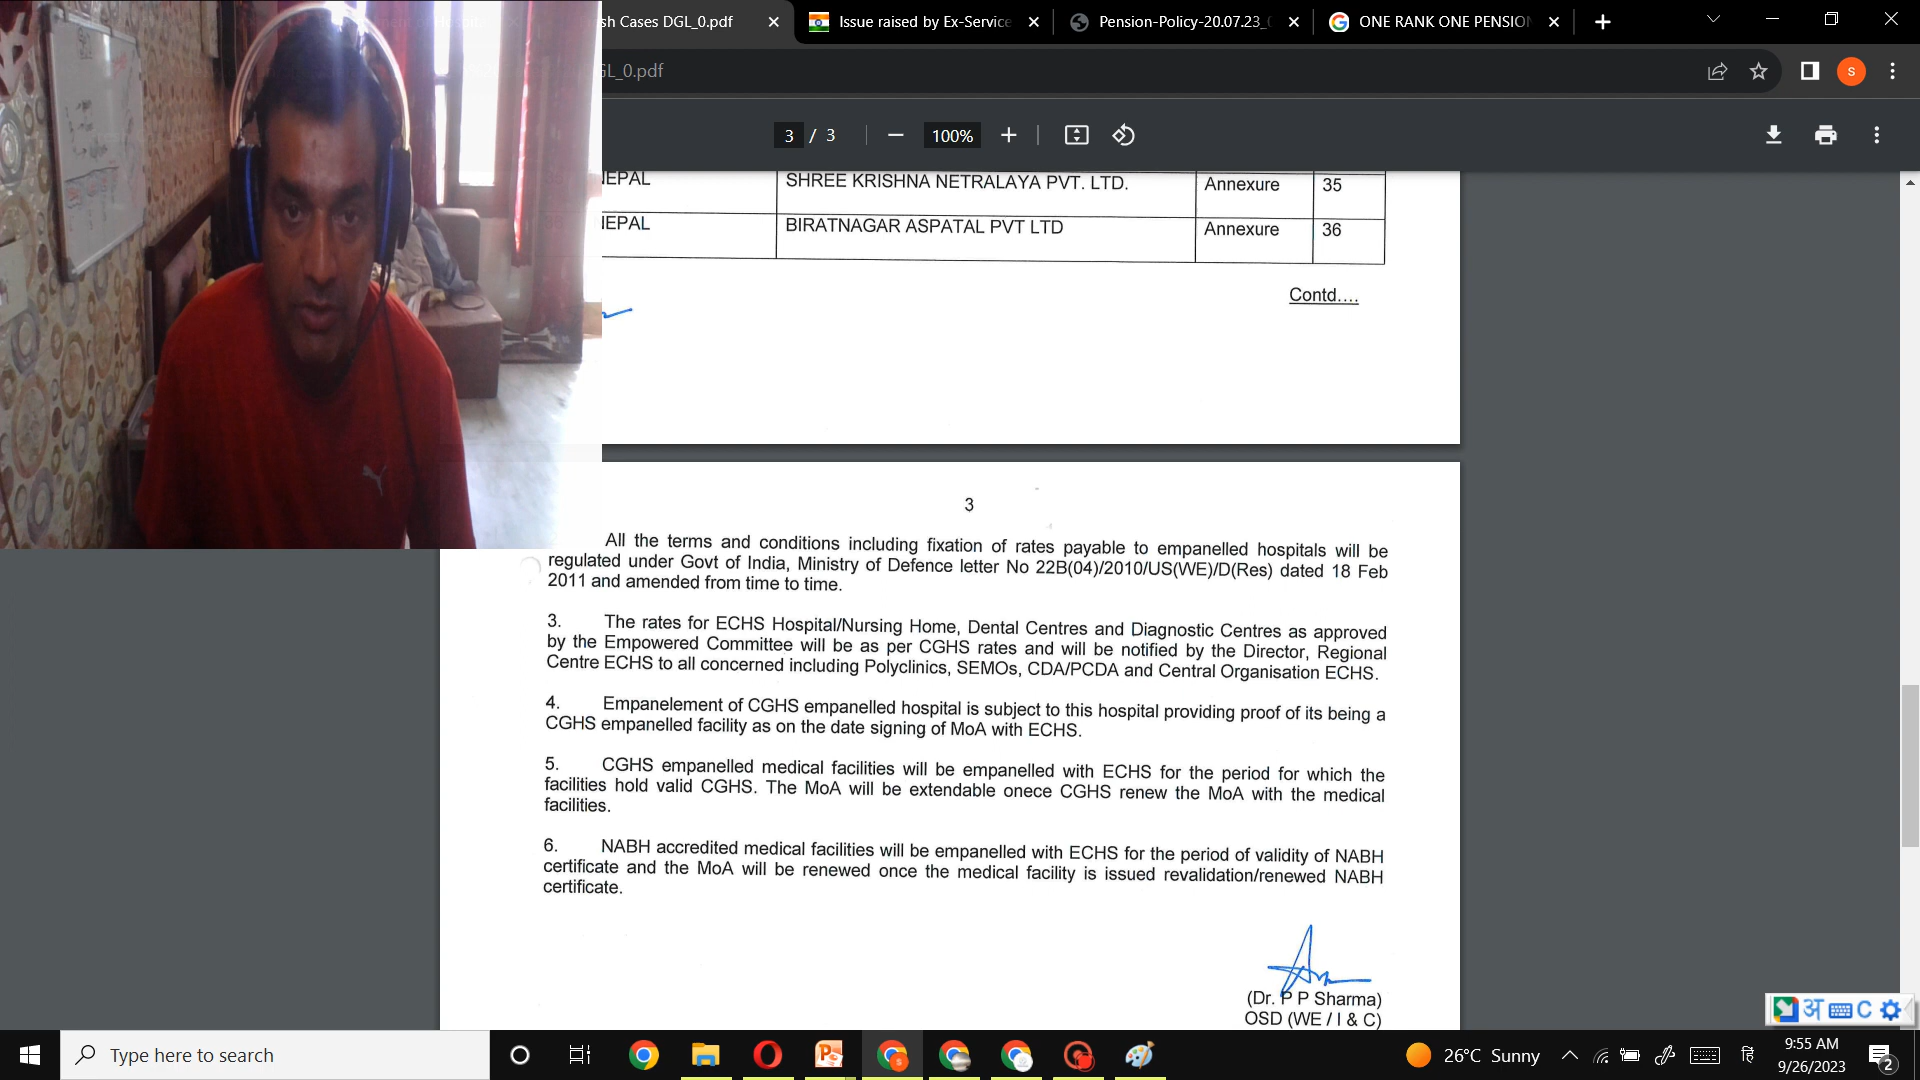 sh Cases DGL_0.pdf
Issue raised by Ex-Service
Pension-Policy-20.07.23_
ONE RANK ONE PENSION
GL_0.pdf
S
3 / 3
100%
NEPAL SHREE KRISHNA NETRALAYA PVT. LTD. Annexure 35
NEPAL BIRATNAGAR ASPATAL PVT LTD Annexure 36
Contd....
3
All the terms and conditions including fixation of rates payable to empanelled hospitals will be
regulated under Govt of India, Ministry of Defence letter No 22B(04)/2010/US(WE)/D(Res) dated 18 Feb
2011 and amended from time to time.
3. The rates for ECHS Hospital/Nursing Home, Dental Centres and Diagnostic Centres as approved
by the Empowered Committee will be as per CGHS rates and will be notified by the Director, Regional
Centre ECHS to all concerned including Polyclinics, SEMOs, CDA/PCDA and Central Organisation ECHS.
4. Empanelement of CGHS empanelled hospital is subject to this hospital providing proof of its being a
CGHS empanelled facility as on the date signing of MoA with ECHS.
5. CGHS empanelled medical facilities will be empanelled with ECHS for the period for which the
facilities hold valid CGHS. The MoA will be extendable onece CGHS renew the MoA with the medical
facilities.
6. NABH accredited medical facilities will be empanelled with ECHS for the period of validity of NABH
certificate and the MoA will be renewed once the medical facility is issued revalidation/renewed NABH
certificate.
(Dr. P P Sharma)
OSD (WE / I & C)
अ C
Type here to search
26°C Sunny
हि
9:55 AM
9/26/2023
2